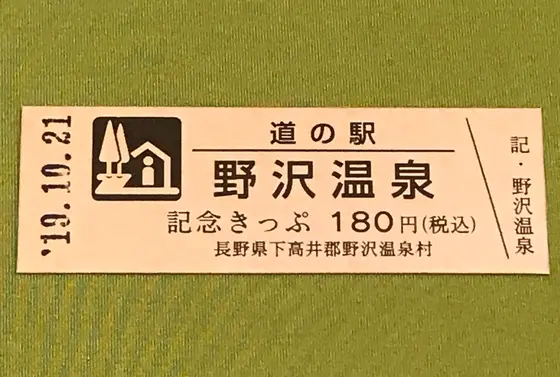 '19.10.21
道の駅
野沢温泉
記念きっぷ 180円(税込)
長野県下高井郡野沢温泉村
記・野沢温泉